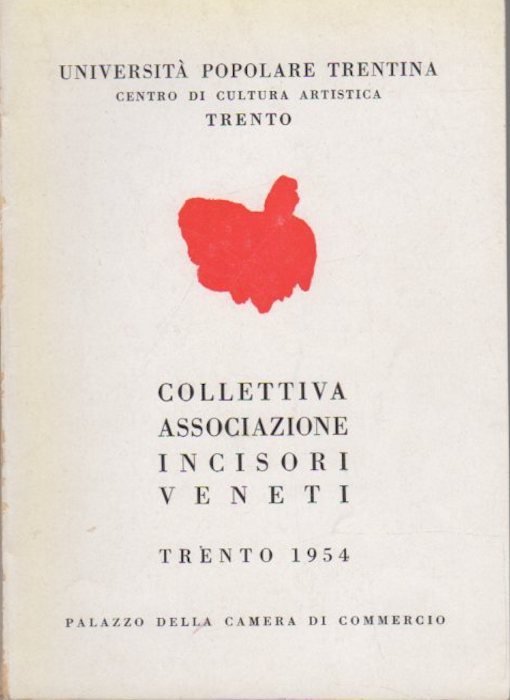 UNIVERSITÀ POPOLARE TRENTINA
CENTRO DI CULTURA ARTISTICA
TRENTO
COLLETTIVA
ASSOCIAZIONE
INCISORI
VENETI
TRENTO 1954
PALAZZO DELLA CAMERA DI COMMERCIO